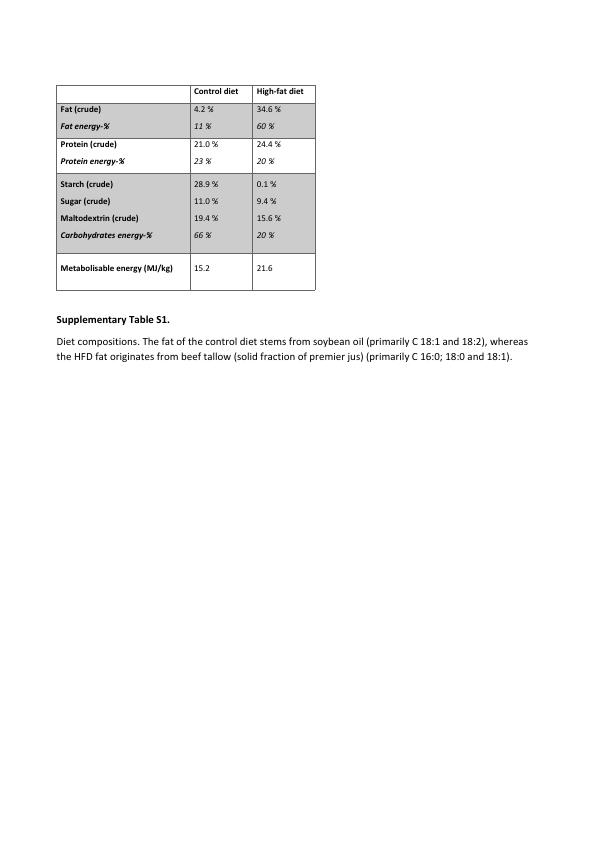 Control diet High-fat diet
Fat (crude) 4.2 % 34.6 %
Fat energy-% 11 % 60 %
Protein (crude) 21.0 % 24.4 %
Protein energy-% 23 % 20 %
Starch (crude) 28.9 % 0.1 %
Sugar (crude) 11.0 % 9.4 %
Maltodextrin (crude) 19.4 % 15.6 %
Carbohydrates energy-% 66 % 20 %
Metabolisable energy (MJ/kg) 15.2 21.6
Supplementary Table S1.
Diet compositions. The fat of the control diet stems from soybean oil (primarily C 18:1 and 18:2), whereas
the HFD fat originates from beef tallow (solid fraction of premier jus) (primarily C 16:0; 18:0 and 18:1).